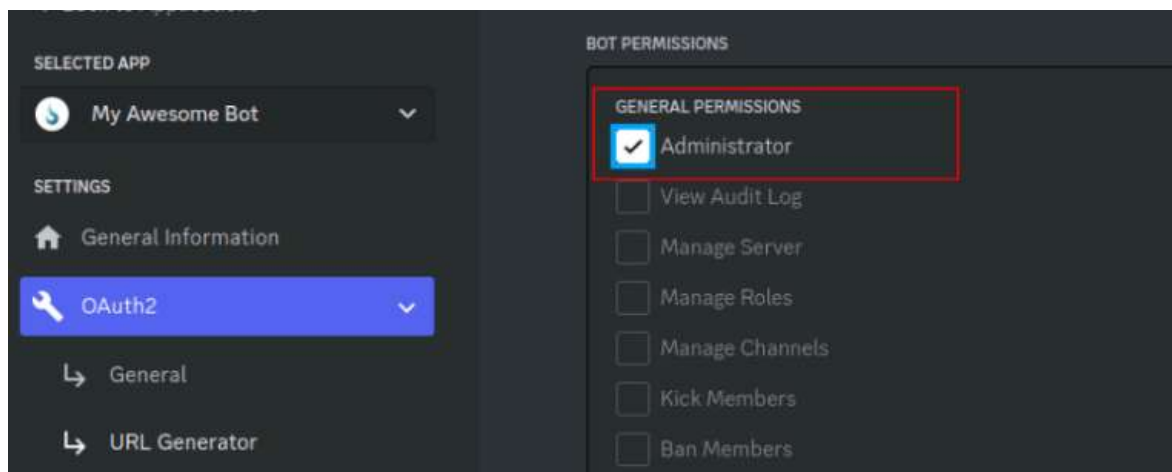 SELECTED APP
My Awesome Bot
SETTINGS
General Information
OAuth2
General
URL Generator
BOT PERMISSIONS
GENERAL PERMISSIONS
Administrator
View Audit Log
Manage Server
Manage Roles
Manage Channels
Kick Members
Ban Members